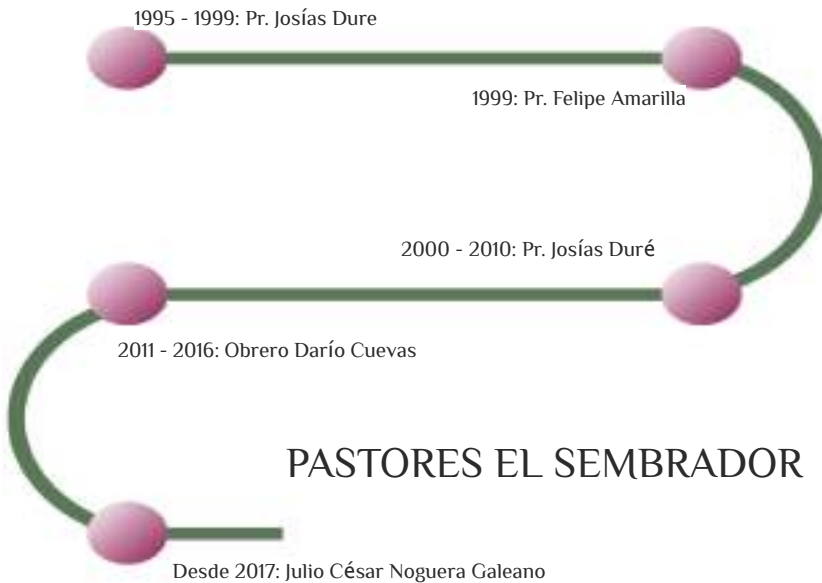 1995 - 1999: Pr. Josías Dure
1999: Pr. Felipe Amarilla
2000 - 2010: Pr. Josías Duré
2011 - 2016: Obrero Darío Cuevas
PASTORES EL SEMBRADOR
Desde 2017: Julio César Noguera Galeano